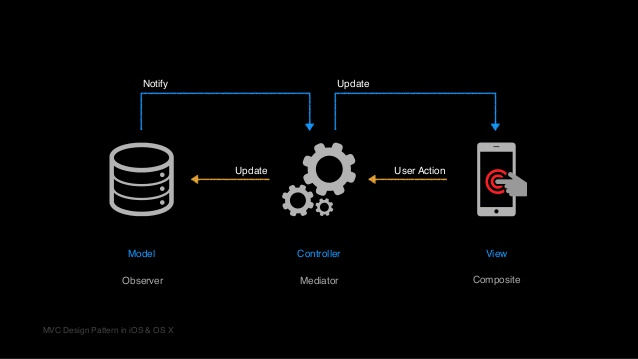 Notify
Update
Update
User Action
Model
Controller
View
Observer
Mediator
Composite
MVC Design Pattern in iOS & OS X